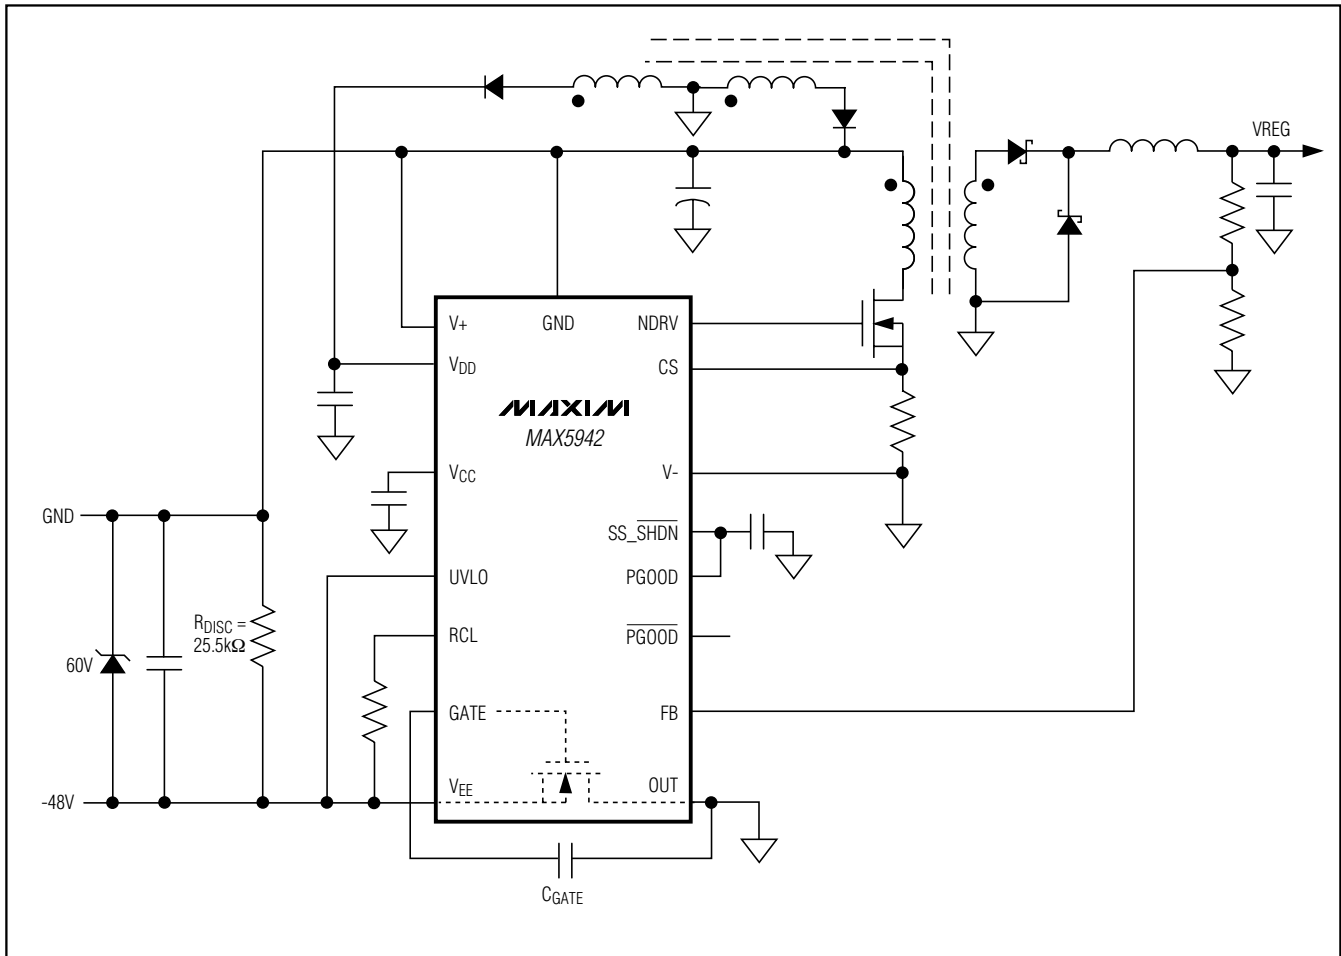 VREG
V+
GND
NDRV
VDD
CS
MAXIM
MAX5942
VCC
V-
GND
SS_SHDN
UVLO
PGOOD
RDISC =
25.5kΩ
RCL
PGOOD
60V
GATE
FB
VEE
OUT
-48V
CGATE